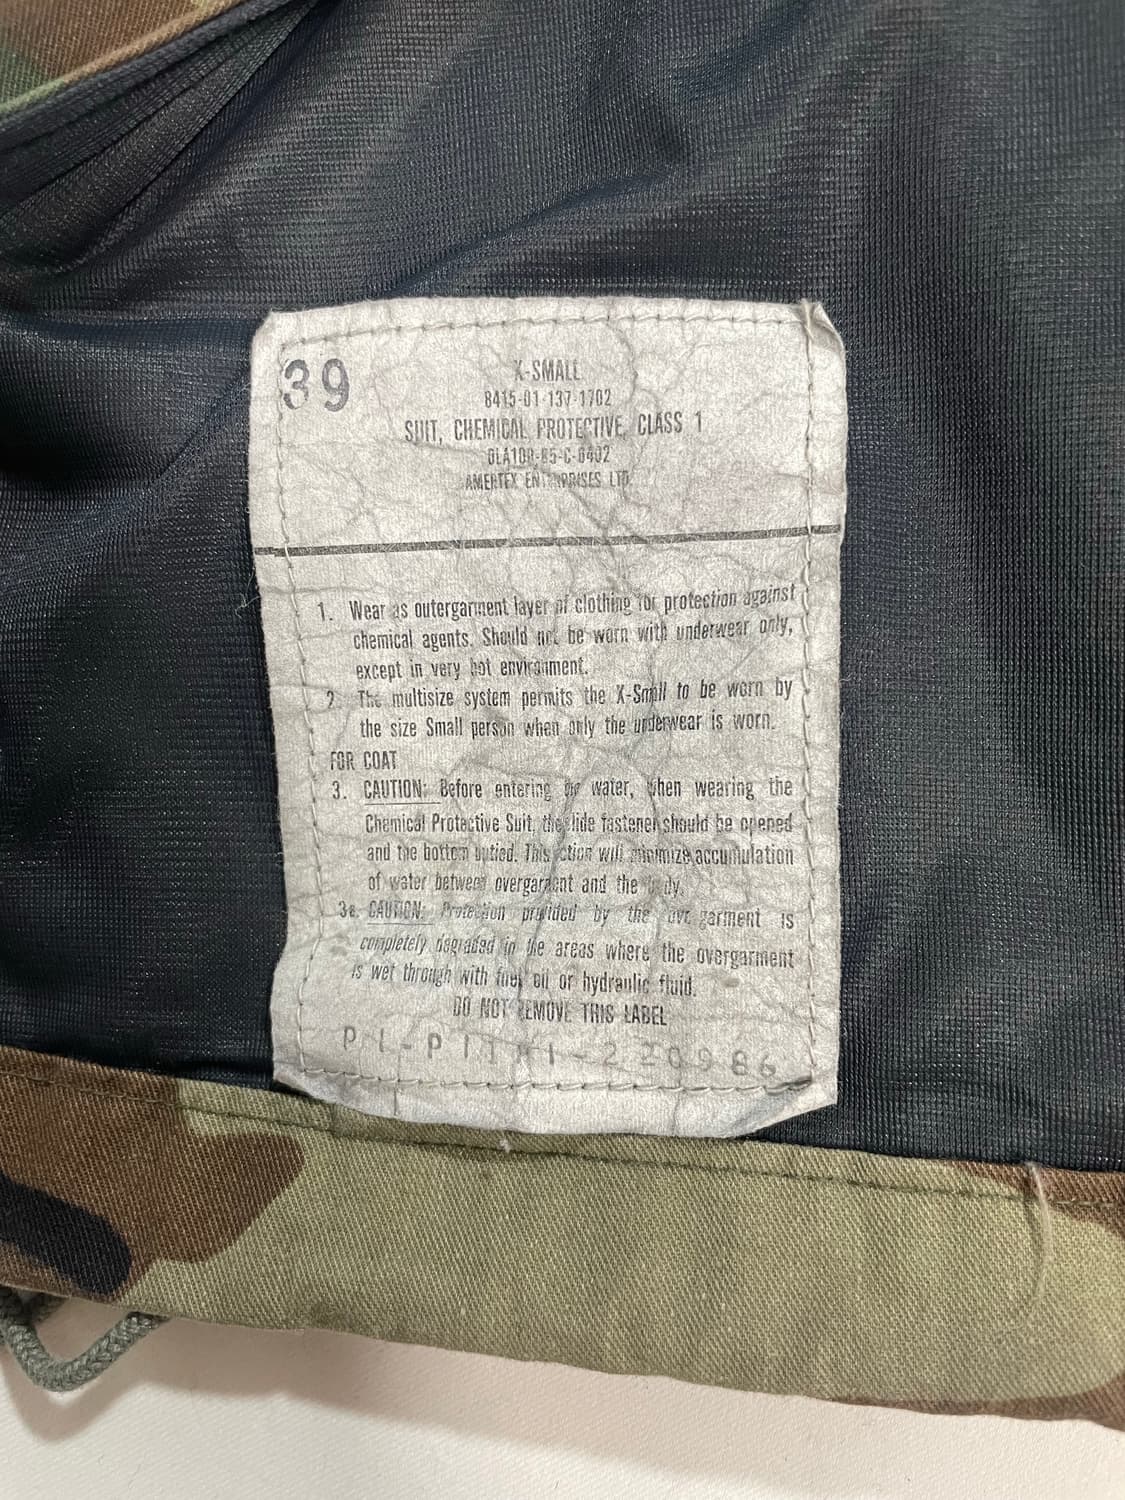 39
X-SMALL
8415-01-137-1702
SUIT, CHEMICAL PROTECTIVE, CLASS 1
DLA100-85-C-0402
AMERTEX ENTERPRISES LTD.
1. Wear as outergarment layer of clothing for protection against
chemical agents. Should not be worn with underwear only,
except in very hot environment.
2. The multisize system permits the X-Small to be worn by
the size Small person when only the underwear is worn.
FOR COAT
3. CAUTION: Before entering water, when wearing the
Chemical Protective Suit, the slide fastener should be opened
and the bottom untied. This action will minimize accumulation
of water between overgarment and the body.
CAUTION: Protection provided by the overgarment is
completely degraded in the areas where the overgarment
is wet through with fuel oil or hydraulic fluid.
DO NOT REMOVE THIS LABEL